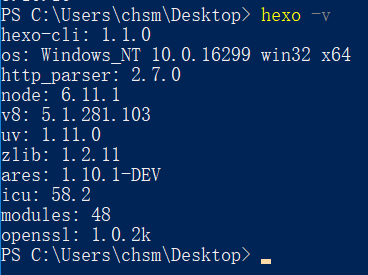 PS C:\Users\chsm\Desktop> hexo -v
hexo-cli: 1.1.0
os: Windows_NT 10.0.16299 win32 x64
http_parser: 2.7.0
node: 6.11.1
v8: 5.1.281.103
uv: 1.11.0
zlib: 1.2.11
ares: 1.10.1-DEV
icu: 58.2
modules: 48
openssl: 1.0.2k
PS C:\Users\chsm\Desktop>